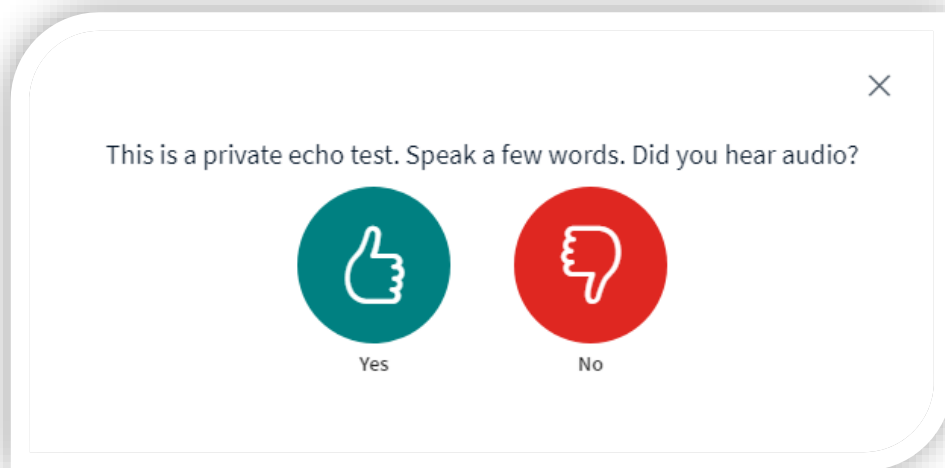 This is a private echo test. Speak a few words. Did you hear audio?
Yes
No